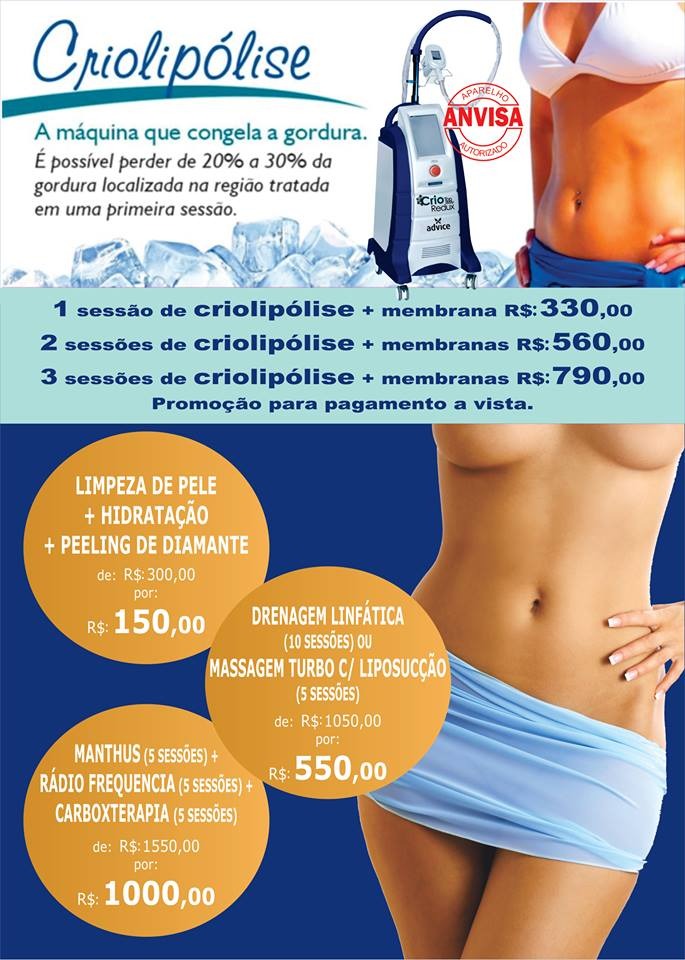 Criolipólise
A máquina que congela a gordura.
É possível perder de 20% a 30% da
gordura localizada na região tratada
em uma primeira sessão.
APARELHO
ANVISA
AUTORIZADO
Crio
Redux
advice
1 sessão de criolipólise + membrana R$: 330,00
2 sessões de criolipólise + membranas R$: 560,00
3 sessões de criolipólise + membranas R$: 790,00
Promoção para pagamento a vista.
LIMPEZA DE PELE
+ HIDRATAÇÃO
+ PEELING DE DIAMANTE
de: R$: 300,00
por:
R$: 150,00
DRENAGEM LINFÁTICA
(10 SESSÕES) OU
MASSAGEM TURBO C/ LIPOSUCÇÃO
(5 SESSÕES)
de: R$: 1050,00
por:
R$: 550,00
MANTHUS (5 SESSÕES) +
RÁDIO FREQUENCIA (5 SESSÕES) +
CARBOXTERAPIA (5 SESSÕES)
de: R$: 1550,00
por:
R$: 1000,00